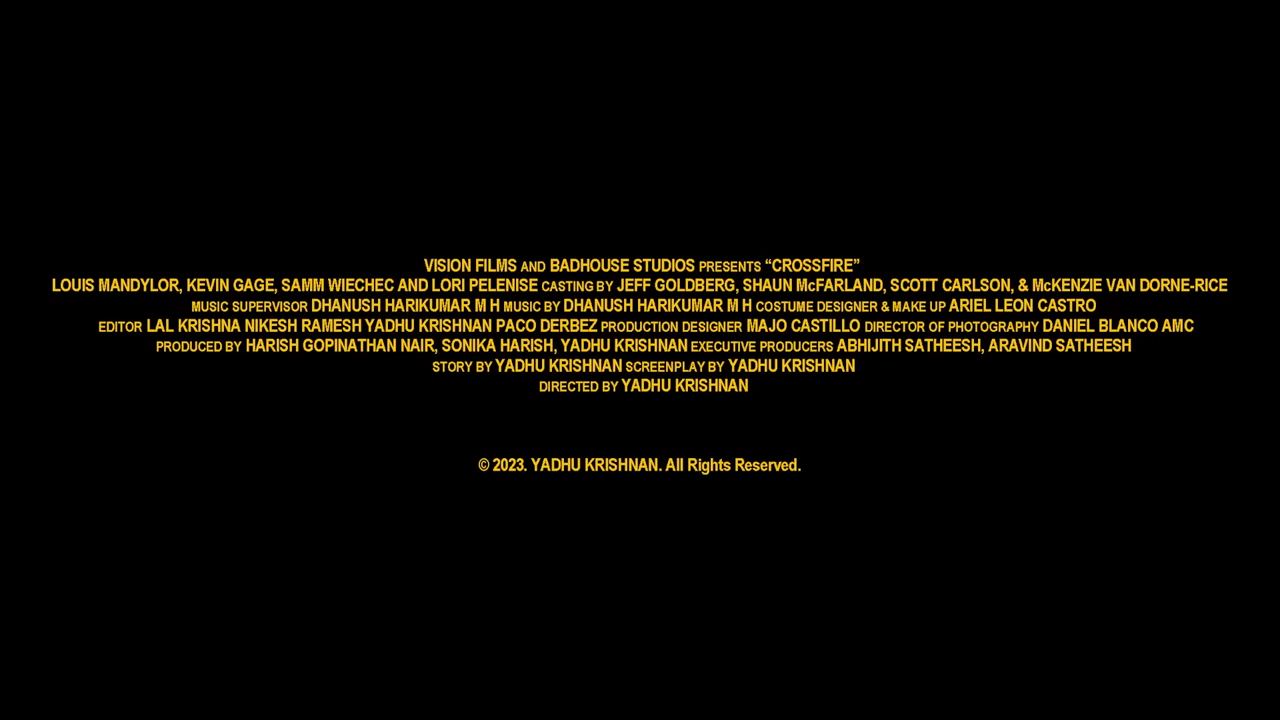 VISION FILMS AND BADHOUSE STUDIOS PRESENTS “CROSSFIRE”
LOUIS MANDYLOR, KEVIN GAGE, SAMM WIECHEC AND LORI PELENISE CASTING BY JEFF GOLDBERG, SHAUN McFARLAND, SCOTT CARLSON, & McKENZIE VAN DORNE-RICE
MUSIC SUPERVISOR DHANUSH HARIKUMAR M H MUSIC BY DHANUSH HARIKUMAR M H COSTUME DESIGNER & MAKE UP ARIEL LEON CASTRO
EDITOR LAL KRISHNA NIKESH RAMESH YADHU KRISHNAN PACO DERBEZ PRODUCTION DESIGNER MAJO CASTILLO DIRECTOR OF PHOTOGRAPHY DANIEL BLANCO AMC
PRODUCED BY HARISH GOPINATHAN NAIR, SONIKA HARISH, YADHU KRISHNAN EXECUTIVE PRODUCERS ABHIJITH SATHEESH, ARAVIND SATHEESH
STORY BY YADHU KRISHNAN SCREENPLAY BY YADHU KRISHNAN
DIRECTED BY YADHU KRISHNAN
© 2023. YADHU KRISHNAN. All Rights Reserved.